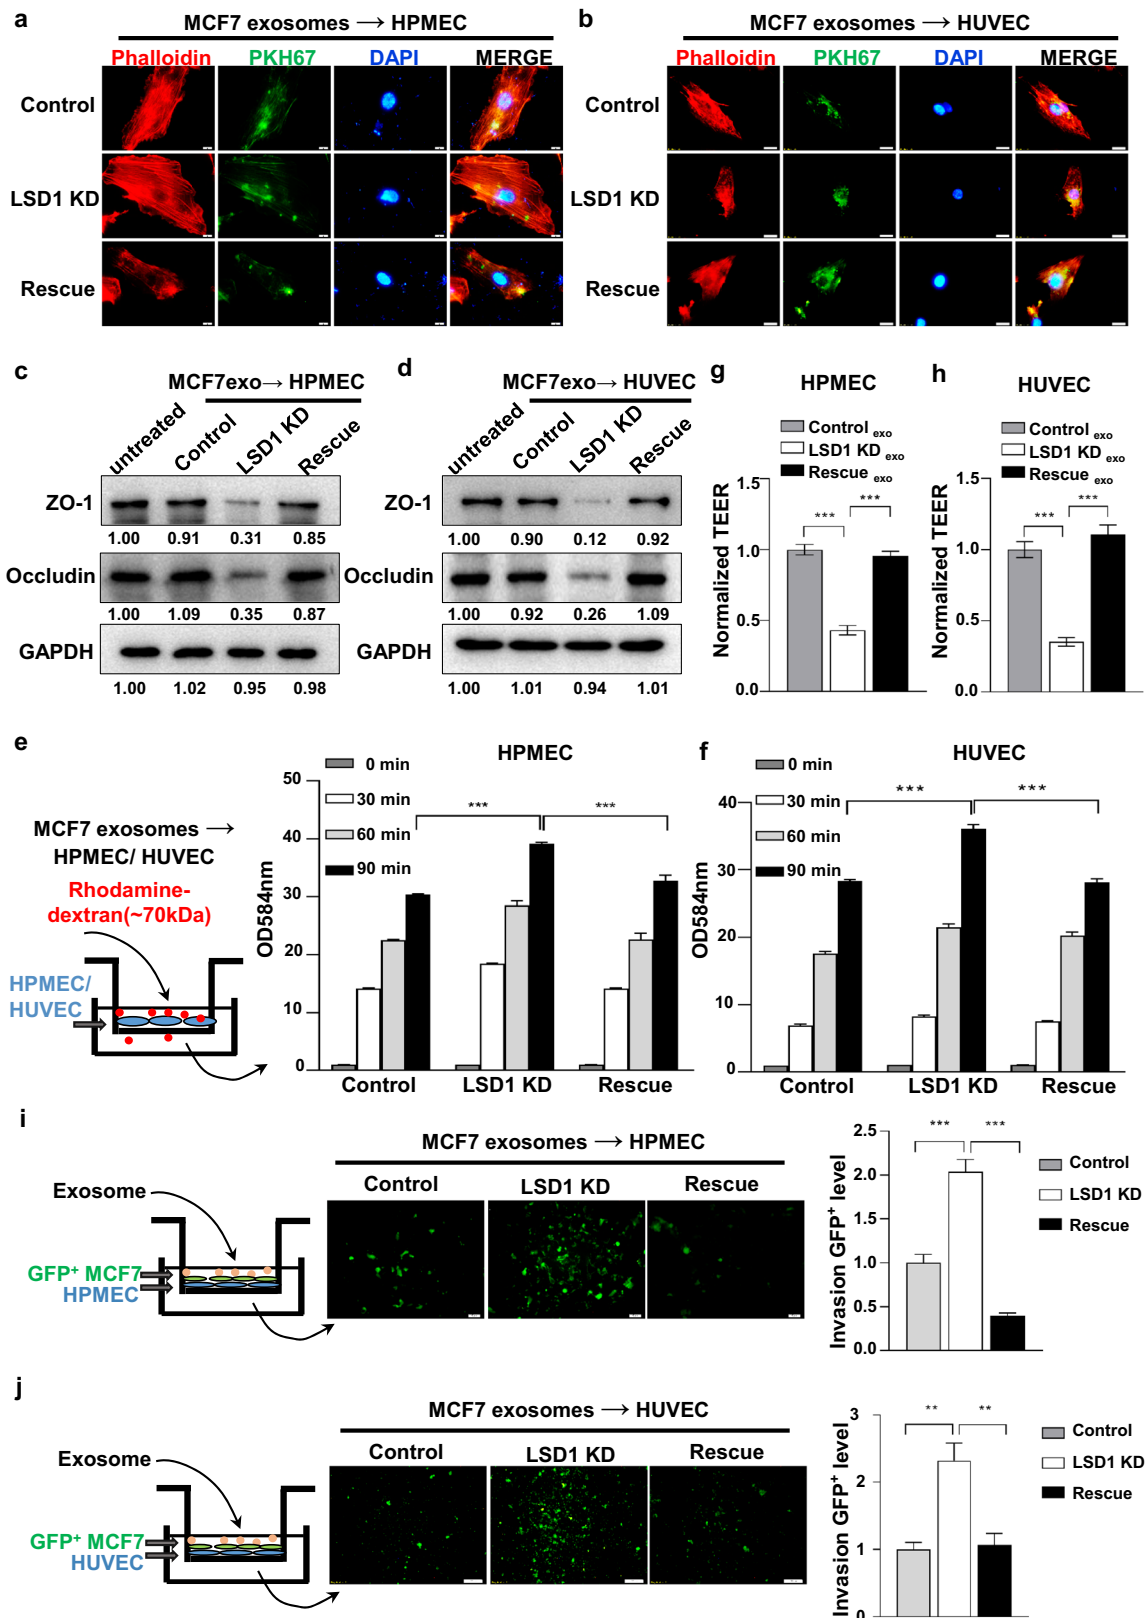 a
MCF7 exosomes → HPMEC
Phalloidin PKH67 DAPI MERGE
Control
LSD1 KD
Rescue
b
MCF7 exosomes → HUVEC
Phalloidin PKH67 DAPI MERGE
Control
LSD1 KD
Rescue
c
MCF7exo→ HPMEC
untreated Control LSD1 KD Rescue
ZO-1
1.00 0.91 0.31 0.85
Occludin
1.00 1.09 0.35 0.87
GAPDH
1.00 1.02 0.95 0.98
d
MCF7exo→ HUVEC
untreated Control LSD1 KD Rescue
ZO-1
1.00 0.90 0.12 0.92
Occludin
1.00 0.92 0.26 1.09
GAPDH
1.00 1.01 0.94 1.01
g
HPMEC
Control exo
LSD1 KD exo
Rescue exo
Normalized TEER
1.5
1.0
0.5
0.0
*** ***
h
HUVEC
Control exo
LSD1 KD exo
Rescue exo
Normalized TEER
1.5
1.0
0.5
0.0
*** ***
e
MCF7 exosomes →
HPMEC/ HUVEC
Rhodamine-
dextran(~70kDa)
HPMEC/
HUVEC
HPMEC
0 min
30 min
60 min
90 min
OD584nm
50
40
30
20
10
0
*** ***
Control LSD1 KD Rescue
f
HUVEC
0 min
30 min
60 min
90 min
OD584nm
40
30
20
10
0
*** ***
Control LSD1 KD Rescue
i
MCF7 exosomes → HPMEC
Exosome
GFP+ MCF7
HPMEC
Control LSD1 KD Rescue
Invasion GFP+ level
2.5
2.0
1.5
1.0
0.5
0.0
*** ***
Control
LSD1 KD
Rescue
j
MCF7 exosomes → HUVEC
Exosome
GFP+ MCF7
HUVEC
Control LSD1 KD Rescue
Invasion GFP+ level
3
2
1
0
** **
Control
LSD1 KD
Rescue